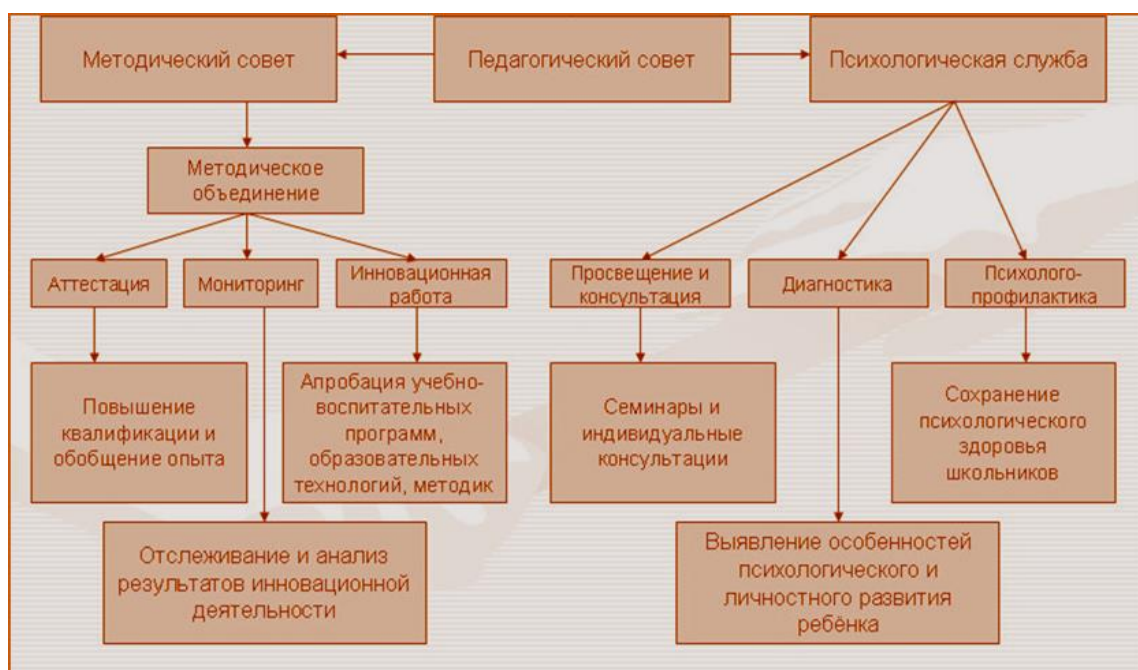 Методический совет
Педагогический совет
Психологическая служба
Методическое
объединение
Аттестация
Мониторинг
Инновационная
работа
Просвещение и
консультация
Диагностика
Психолого-
профилактика
Повышение
квалификации и
обобщение опыта
Апробация учебно-
воспитательных
программ,
образовательных
технологий, методик
Семинары и
индивидуальные
консультации
Сохранение
психологического
здоровья
школьников
Отслеживание и анализ
результатов инновационной
деятельности
Выявление особенностей
психологического и
личностного развития
ребёнка